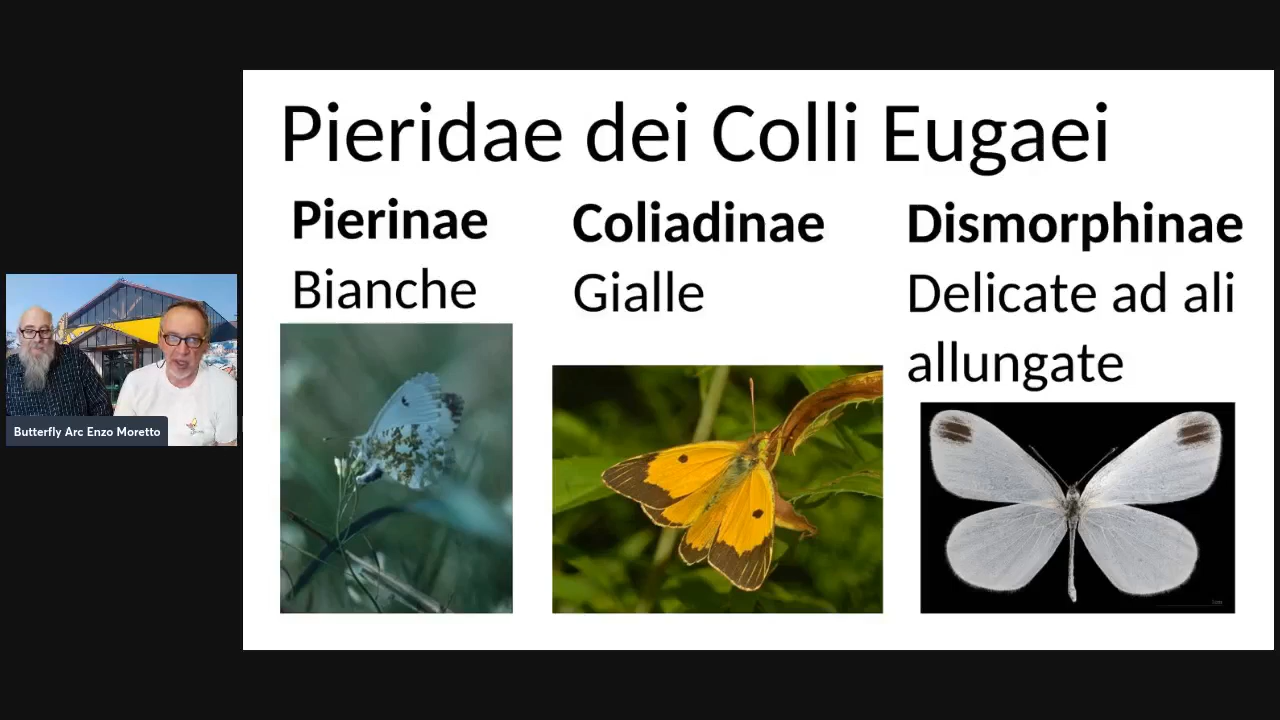 Pieridae dei Colli Eugaei
Pierinae
Bianche
Coliadinae
Gialle
Dismorphinae
Delicate ad ali
allungate
Butterfly Arc Enzo Moretto